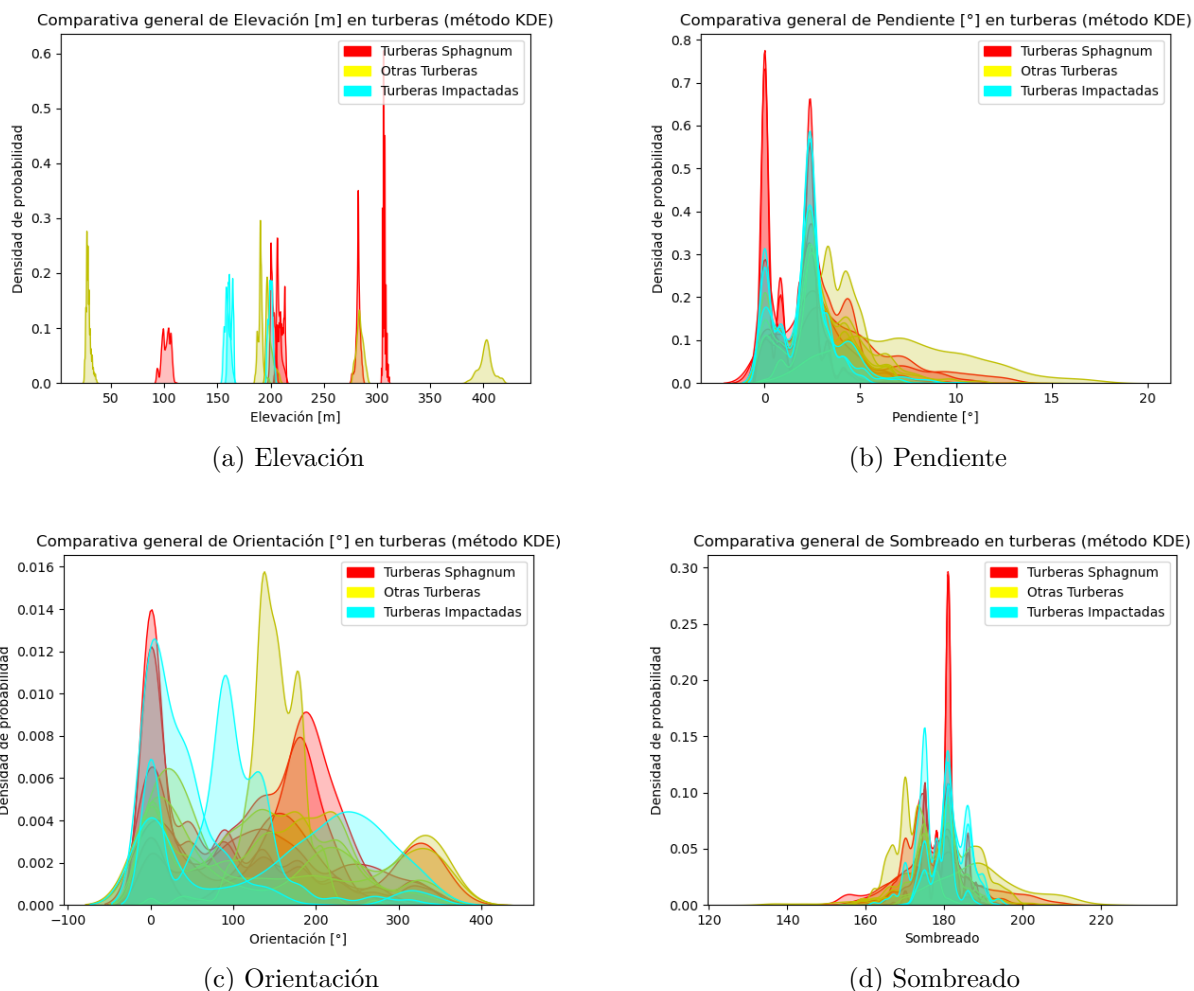 Comparativa general de Elevación [m] en turberas (método KDE)
Turberas Sphagnum
Otras Turberas
Turberas Impactadas
Densidad de probabilidad
0.6
0.5
0.4
0.3
0.2
0.1
0.0
50 100 150 200 250 300 350 400
Elevación [m]
(a) Elevación
Comparativa general de Pendiente [°] en turberas (método KDE)
Turberas Sphagnum
Otras Turberas
Turberas Impactadas
Densidad de probabilidad
0.8
0.7
0.6
0.5
0.4
0.3
0.2
0.1
0.0
0 5 10 15 20
Pendiente [°]
(b) Pendiente
Comparativa general de Orientación [°] en turberas (método KDE)
Turberas Sphagnum
Otras Turberas
Turberas Impactadas
Densidad de probabilidad
0.016
0.014
0.012
0.010
0.008
0.006
0.004
0.002
0.000
−100 0 100 200 300 400
Orientación [°]
(c) Orientación
Comparativa general de Sombreado en turberas (método KDE)
Turberas Sphagnum
Otras Turberas
Turberas Impactadas
Densidad de probabilidad
0.30
0.25
0.20
0.15
0.10
0.05
0.00
120 140 160 180 200 220
Sombreado
(d) Sombreado